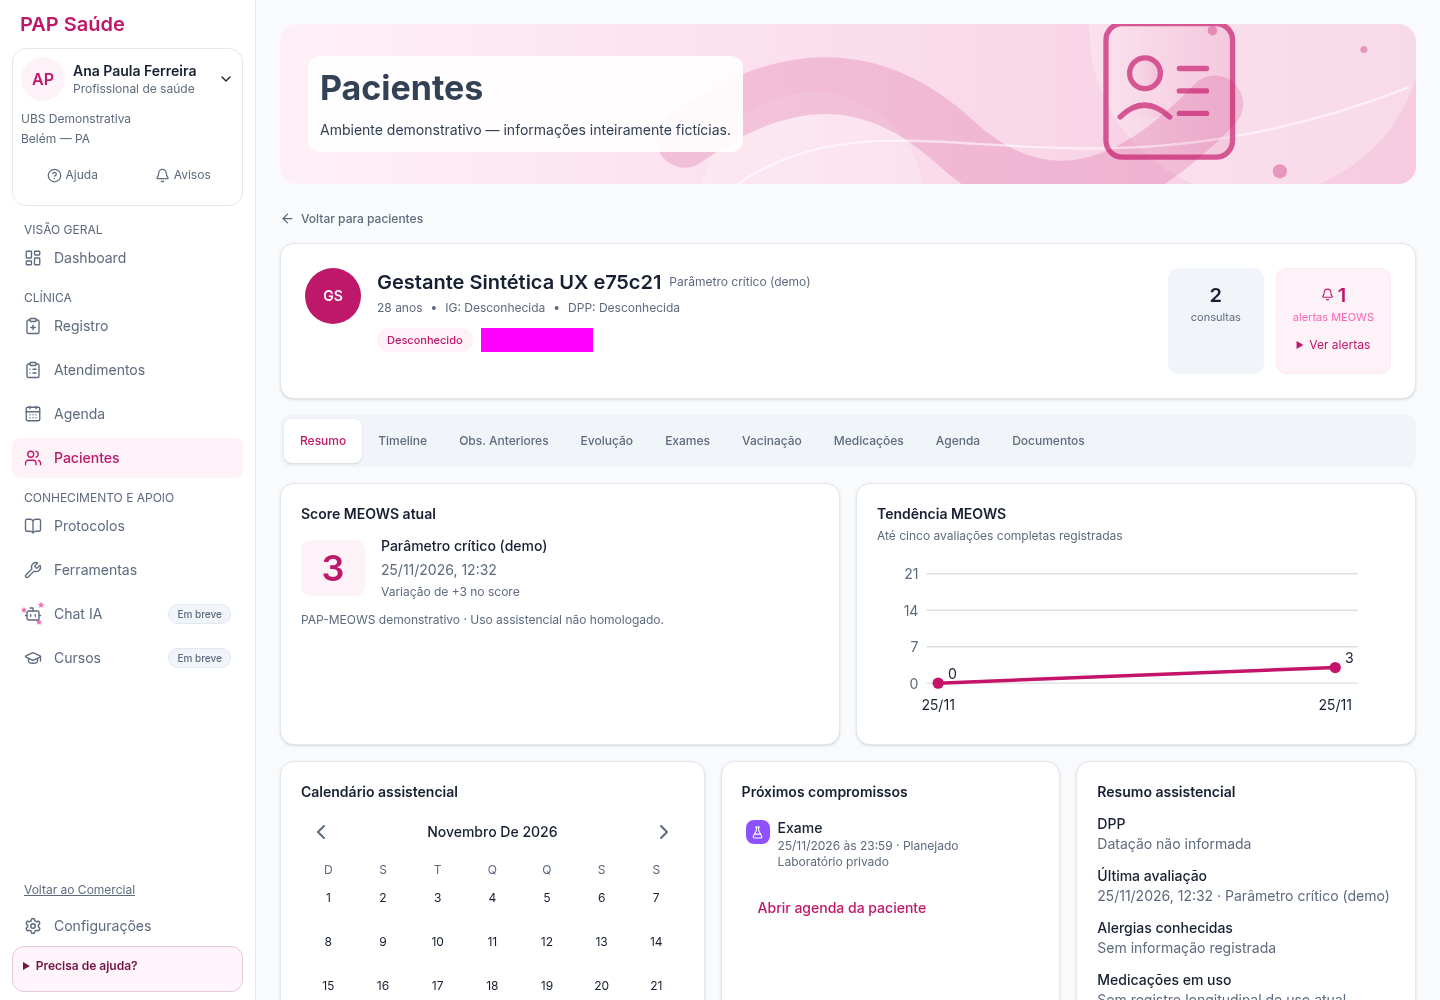 PAP Saúde
AP
Ana Paula Ferreira
Profissional de saúde
UBS Demonstrativa
Belém — PA
Ajuda
Avisos
VISÃO GERAL
Dashboard
CLÍNICA
Registro
Atendimentos
Agenda
Pacientes
CONHECIMENTO E APOIO
Protocolos
Ferramentas
Chat IA
Em breve
Cursos
Em breve
Voltar ao Comercial
Configurações
Precisa de ajuda?
Pacientes
Ambiente demonstrativo — informações inteiramente fictícias.
Voltar para pacientes
GS
Gestante Sintética UX e75c21 Parâmetro crítico (demo)
28 anos • IG: Desconhecida • DPP: Desconhecida
Desconhecido
2
consultas
1
alertas MEOWS
Ver alertas
Resumo Timeline Obs. Anteriores Evolução Exames Vacinação Medicações Agenda Documentos
Score MEOWS atual
3
Parâmetro crítico (demo)
25/11/2026, 12:32
Variação de +3 no score
PAP-MEOWS demonstrativo · Uso assistencial não homologado.
Tendência MEOWS
Até cinco avaliações completas registradas
21
14
7
0
0
3
25/11
25/11
Calendário assistencial
Novembro De 2026
D S T Q Q S S
1 2 3 4 5 6 7
8 9 10 11 12 13 14
15 16 17 18 19 20 21
Próximos compromissos
Exame
25/11/2026 às 23:59 · Planejado
Laboratório privado
Abrir agenda da paciente
Resumo assistencial
DPP
Datação não informada
Última avaliação
25/11/2026, 12:32 · Parâmetro crítico (demo)
Alergias conhecidas
Sem informação registrada
Medicações em uso
Sem registro longitudinal de uso atual